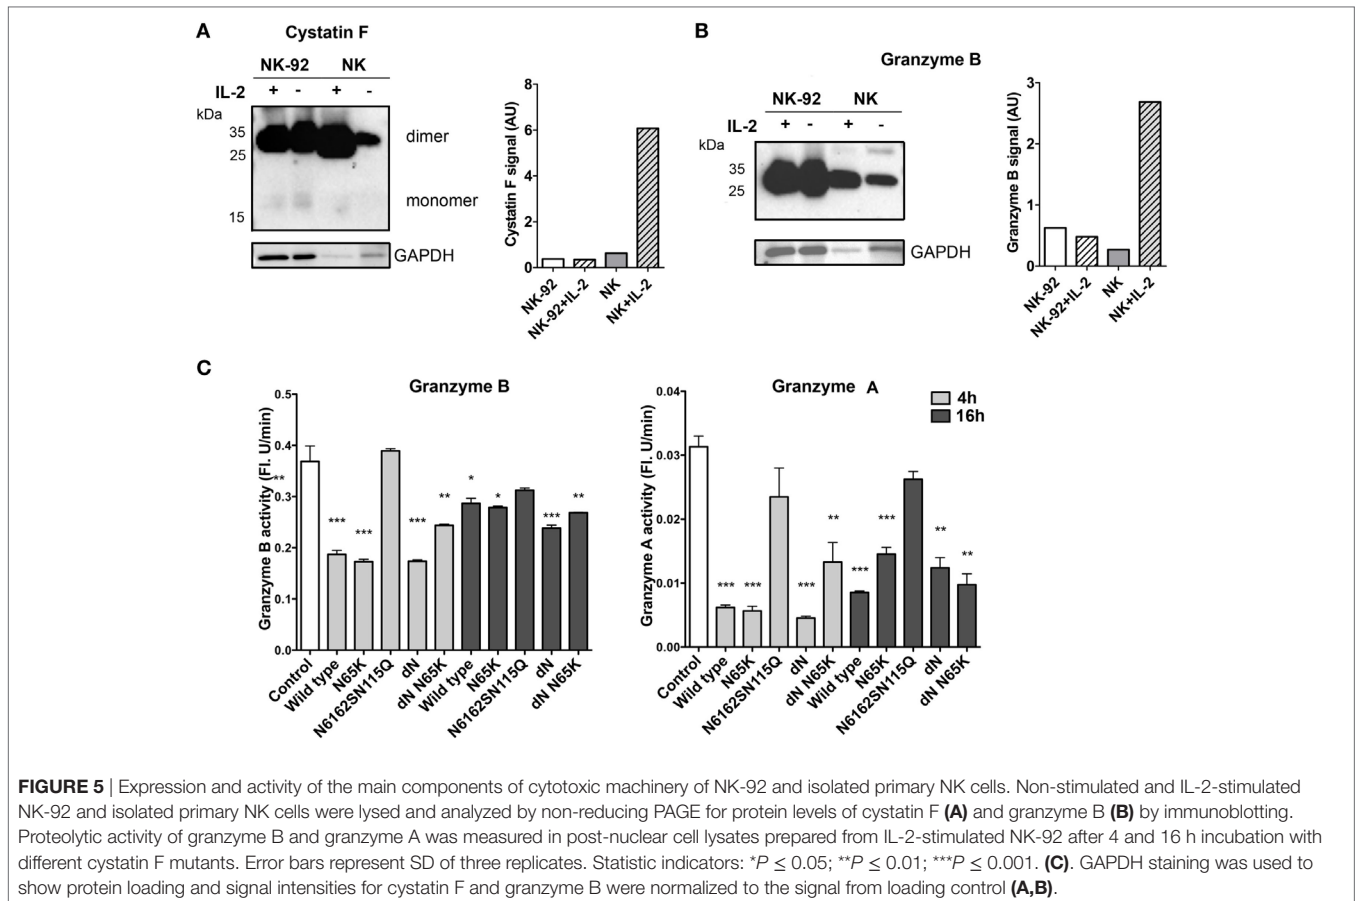 A
Cystatin F
NK-92 NK
IL-2 + - + -
kDa
35
25
15
dimer
monomer
GAPDH
Cystatin F signal (AU)
8
6
4
2
0
NK-92
NK-92+IL-2
NK
NK+IL-2
B
Granzyme B
NK-92 NK
IL-2 + - + -
kDa
35
25
GAPDH
Granzyme B signal (AU)
3
2
1
0
NK-92
NK-92+IL-2
NK
NK+IL-2
C
Granzyme B
Granzyme B activity (Fl. U/min)
0.5
0.4
0.3
0.2
0.1
0.0
** *** *** *** ** * * *** **
Control
Wild type
N65K
N6162SN115Q
dN
dN N65K
Wild type
N65K
N6162SN115Q
dN
dN N65K
Granzyme A
Granzyme A activity (Fl. U/min)
0.04
0.03
0.02
0.01
0.00
*** *** *** ** *** *** ** **
4h
16h
Control
Wild type
N65K
N6162SN115Q
dN
dN N65K
Wild type
N65K
N6162SN115Q
dN
dN N65K
FIGURE 5 | Expression and activity of the main components of cytotoxic machinery of NK-92 and isolated primary NK cells. Non-stimulated and IL-2-stimulated
NK-92 and isolated primary NK cells were lysed and analyzed by non-reducing PAGE for protein levels of cystatin F (A) and granzyme B (B) by immunoblotting.
Proteolytic activity of granzyme B and granzyme A was measured in post-nuclear cell lysates prepared from IL-2-stimulated NK-92 after 4 and 16 h incubation with
different cystatin F mutants. Error bars represent SD of three replicates. Statistic indicators: *P ≤ 0.05; **P ≤ 0.01; ***P ≤ 0.001. (C). GAPDH staining was used to
show protein loading and signal intensities for cystatin F and granzyme B were normalized to the signal from loading control (A,B).